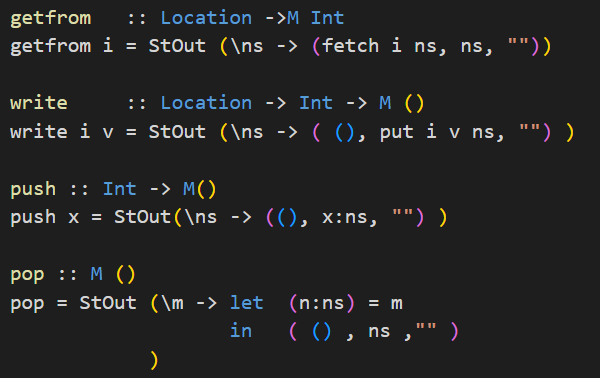 getfrom   :: Location ->M Int
getfrom i = StOut (\ns -> (fetch i ns, ns, ""))
write     :: Location -> Int -> M ()
write i v = StOut (\ns -> ( (), put i v ns, "") )
push :: Int -> M()
push x = StOut(\ns -> ((), x:ns, "") )
pop :: M ()
pop = StOut (\m -> let  (n:ns) = m
                   in   ( () , ns ,"" )
            )